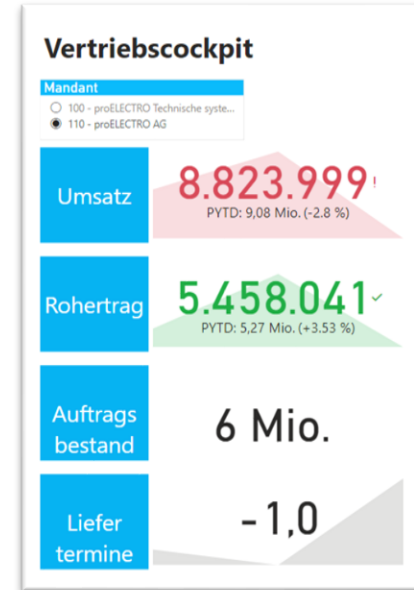 Vertriebscockpit
Mandant
100 - proELECTRO Technische syste...
110 - proELECTRO AG
Umsatz
8.823.999!
PYTD: 9,08 Mio. (-2.8 %)
Rohertrag
5.458.041✓
PYTD: 5,27 Mio. (+3.53 %)
Auftrags
bestand
6 Mio.
Liefer
termine
-1,0